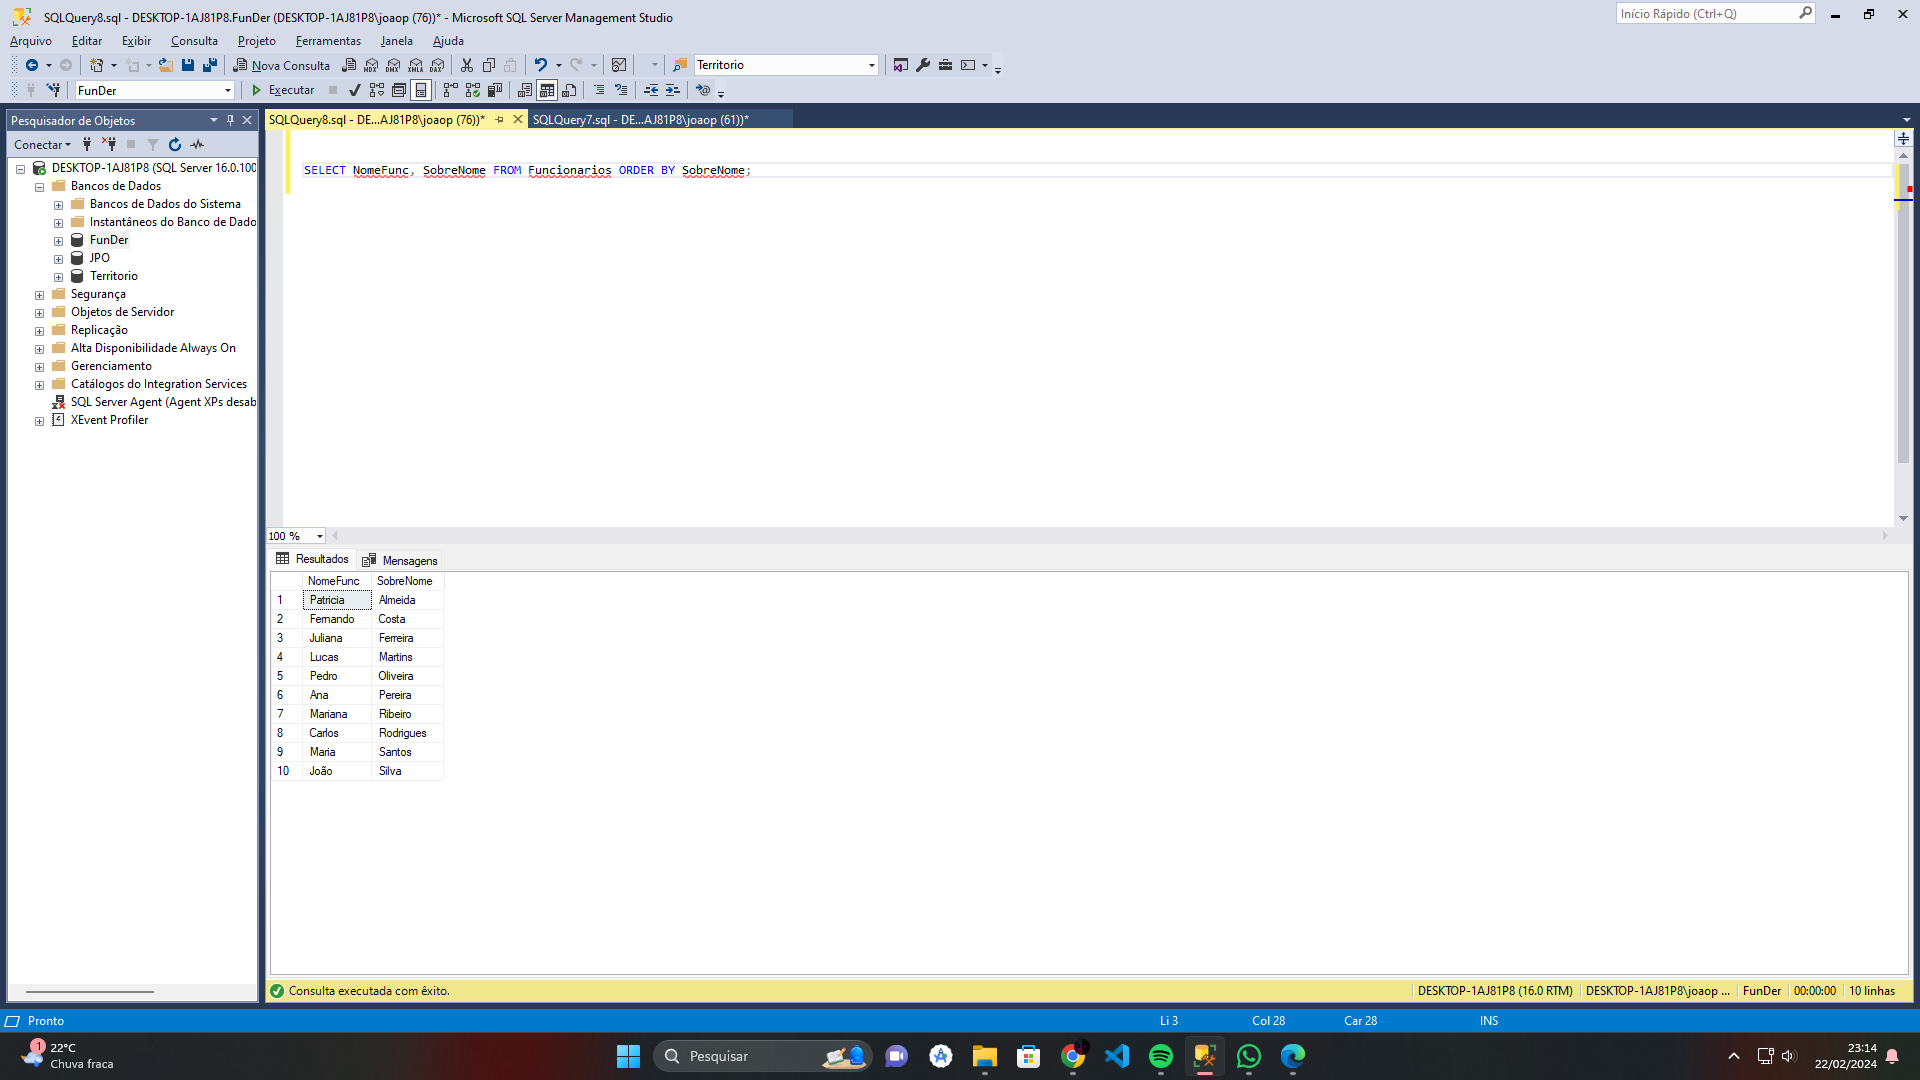 SQLQuery8.sql - DESKTOP-1AJ81P8.FunDer (DESKTOP-1AJ81P8\joaop (76))* - Microsoft SQL Server Management Studio
Início Rápido (Ctrl+Q)
Arquivo Editar Exibir Consulta Projeto Ferramentas Janela Ajuda
Nova Consulta MDX DMX XMLA DAX Territorio
FunDer Executar
Pesquisador de Objetos
SQLQuery8.sql - DE...AJ81P8\joaop (76))* SQLQuery7.sql - DE...AJ81P8\joaop (61))*
Conectar
DESKTOP-1AJ81P8 (SQL Server 16.0.100
Bancos de Dados
Bancos de Dados do Sistema
Instantâneos do Banco de Dado
FunDer
JPO
Territorio
Segurança
Objetos de Servidor
Replicação
Alta Disponibilidade Always On
Gerenciamento
Catálogos do Integration Services
SQL Server Agent (Agent XPs desab
XEvent Profiler
SELECT NomeFunc, SobreNome FROM Funcionarios ORDER BY SobreNome;
100 %
Resultados Mensagens
NomeFunc SobreNome
1 Patricia Almeida
2 Fernando Costa
3 Juliana Ferreira
4 Lucas Martins
5 Pedro Oliveira
6 Ana Pereira
7 Mariana Ribeiro
8 Carlos Rodrigues
9 Maria Santos
10 João Silva
Consulta executada com êxito. DESKTOP-1AJ81P8 (16.0 RTM) DESKTOP-1AJ81P8\joaop ... FunDer 00:00:00 10 linhas
Pronto Li 3 Col 28 Car 28 INS
1
22°C
Chuva fraca
Pesquisar
23:14
22/02/2024